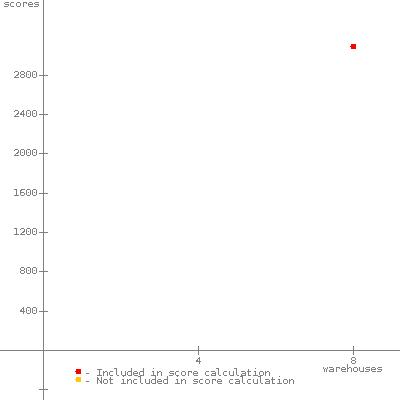 scores
2800
2400
2000
1600
1200
800
400
4 8
warehouses
- Included in score calculation
- Not included in score calculation